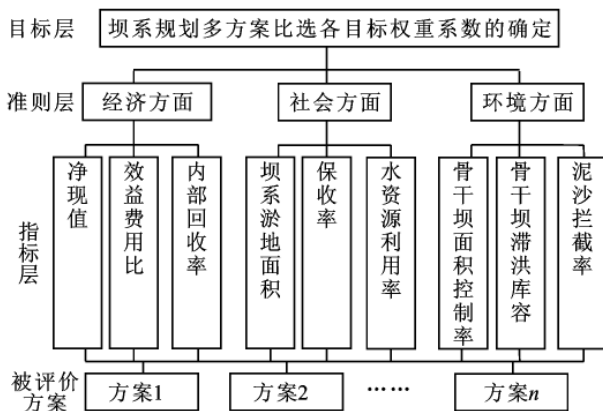 目标层
坝系规划多方案比选各目标权重系数的确定
准则层
经济方面
社会方面
环境方面
指标层
净现值
效益费用比
内部回收率
坝系淤地面积
保收率
水资源利用率
骨干坝面积控制率
骨干坝滞洪库容
泥沙拦截率
被评价
方案
方案1
方案2
……
方案n